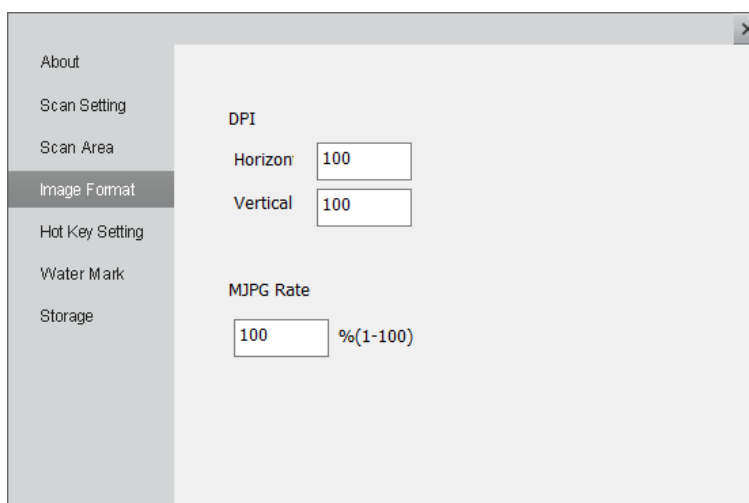 About
Scan Setting
Scan Area
Image Format
Hot Key Setting
Water Mark
Storage
DPI
Horizon 100
Vertical 100
MJPG Rate
100 %(1-100)